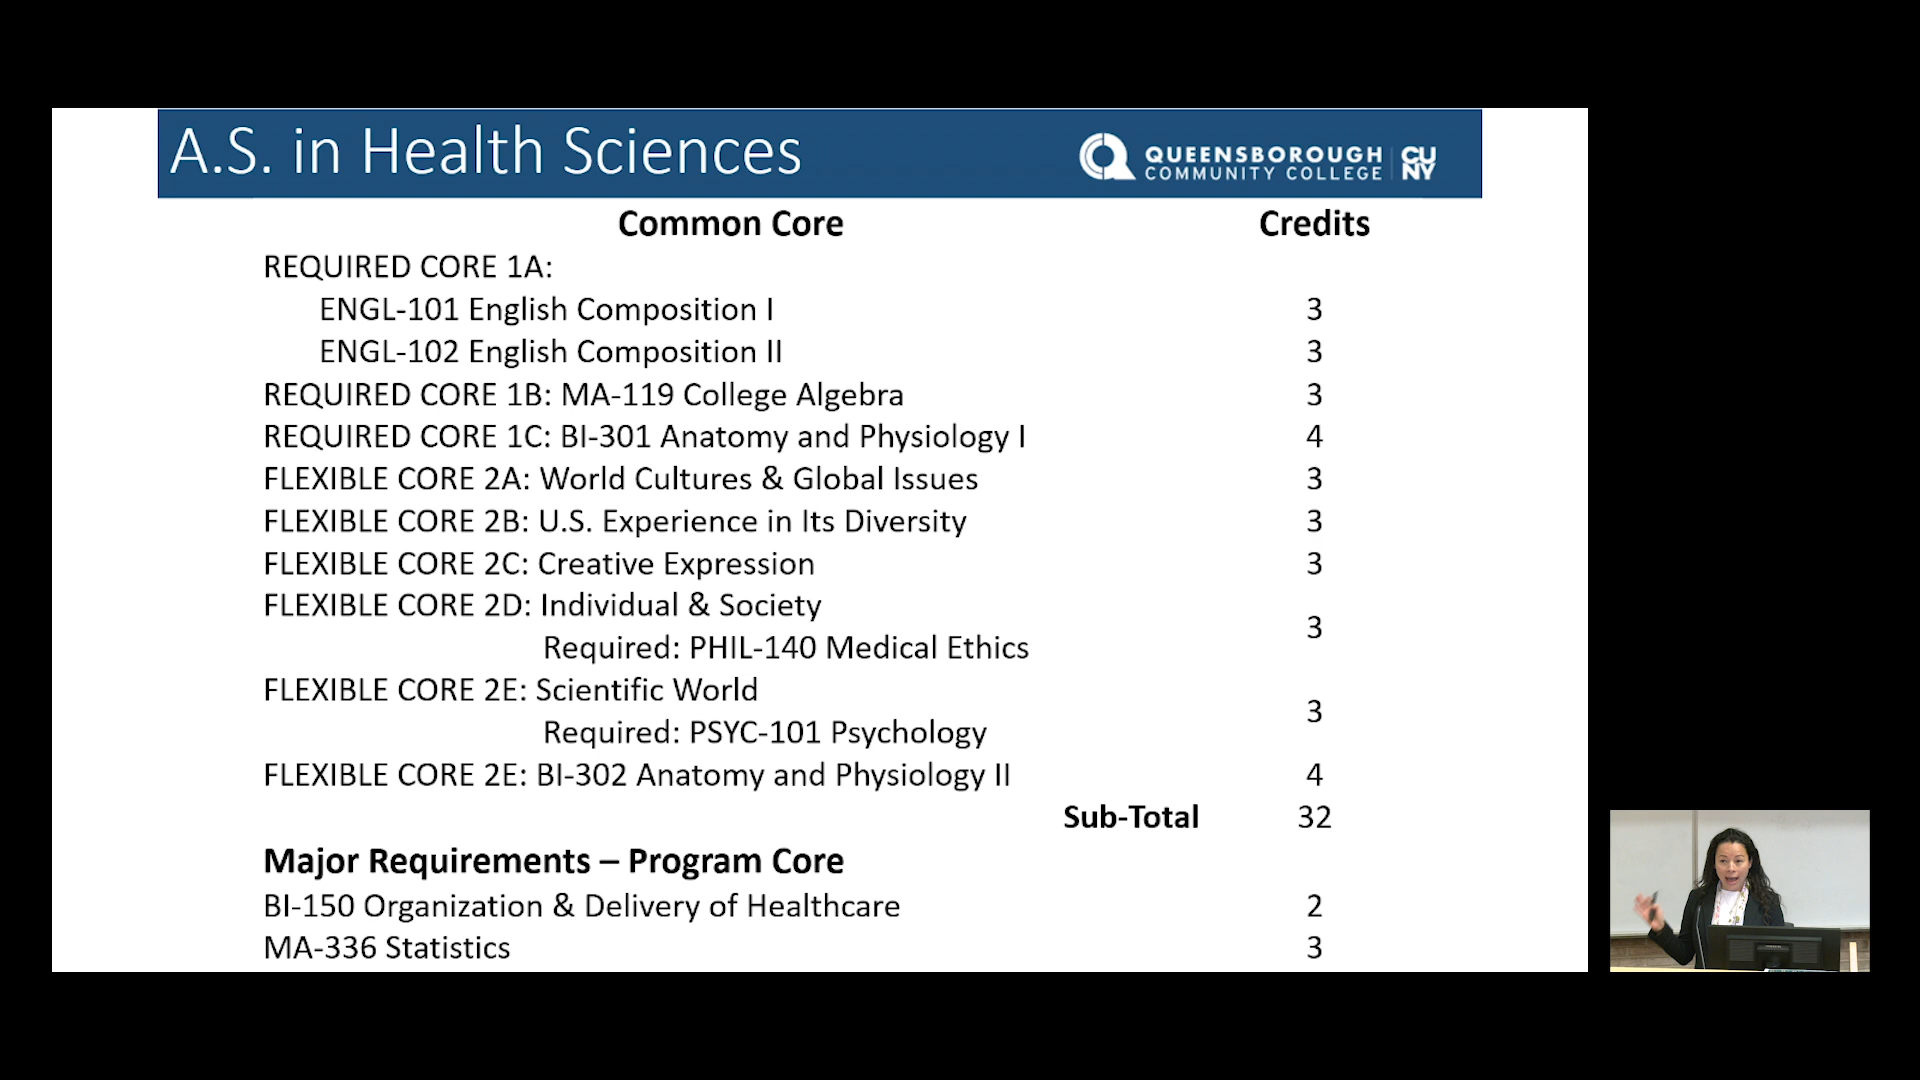 A.S. in Health Sciences
QUEENSBOROUGH
COMMUNITY COLLEGE
CU
NY
Common Core Credits
REQUIRED CORE 1A:
ENGL-101 English Composition I 3
ENGL-102 English Composition II 3
REQUIRED CORE 1B: MA-119 College Algebra 3
REQUIRED CORE 1C: BI-301 Anatomy and Physiology I 4
FLEXIBLE CORE 2A: World Cultures & Global Issues 3
FLEXIBLE CORE 2B: U.S. Experience in Its Diversity 3
FLEXIBLE CORE 2C: Creative Expression 3
FLEXIBLE CORE 2D: Individual & Society
Required: PHIL-140 Medical Ethics 3
FLEXIBLE CORE 2E: Scientific World
Required: PSYC-101 Psychology 3
FLEXIBLE CORE 2E: BI-302 Anatomy and Physiology II 4
Sub-Total 32
Major Requirements – Program Core
BI-150 Organization & Delivery of Healthcare 2
MA-336 Statistics 3